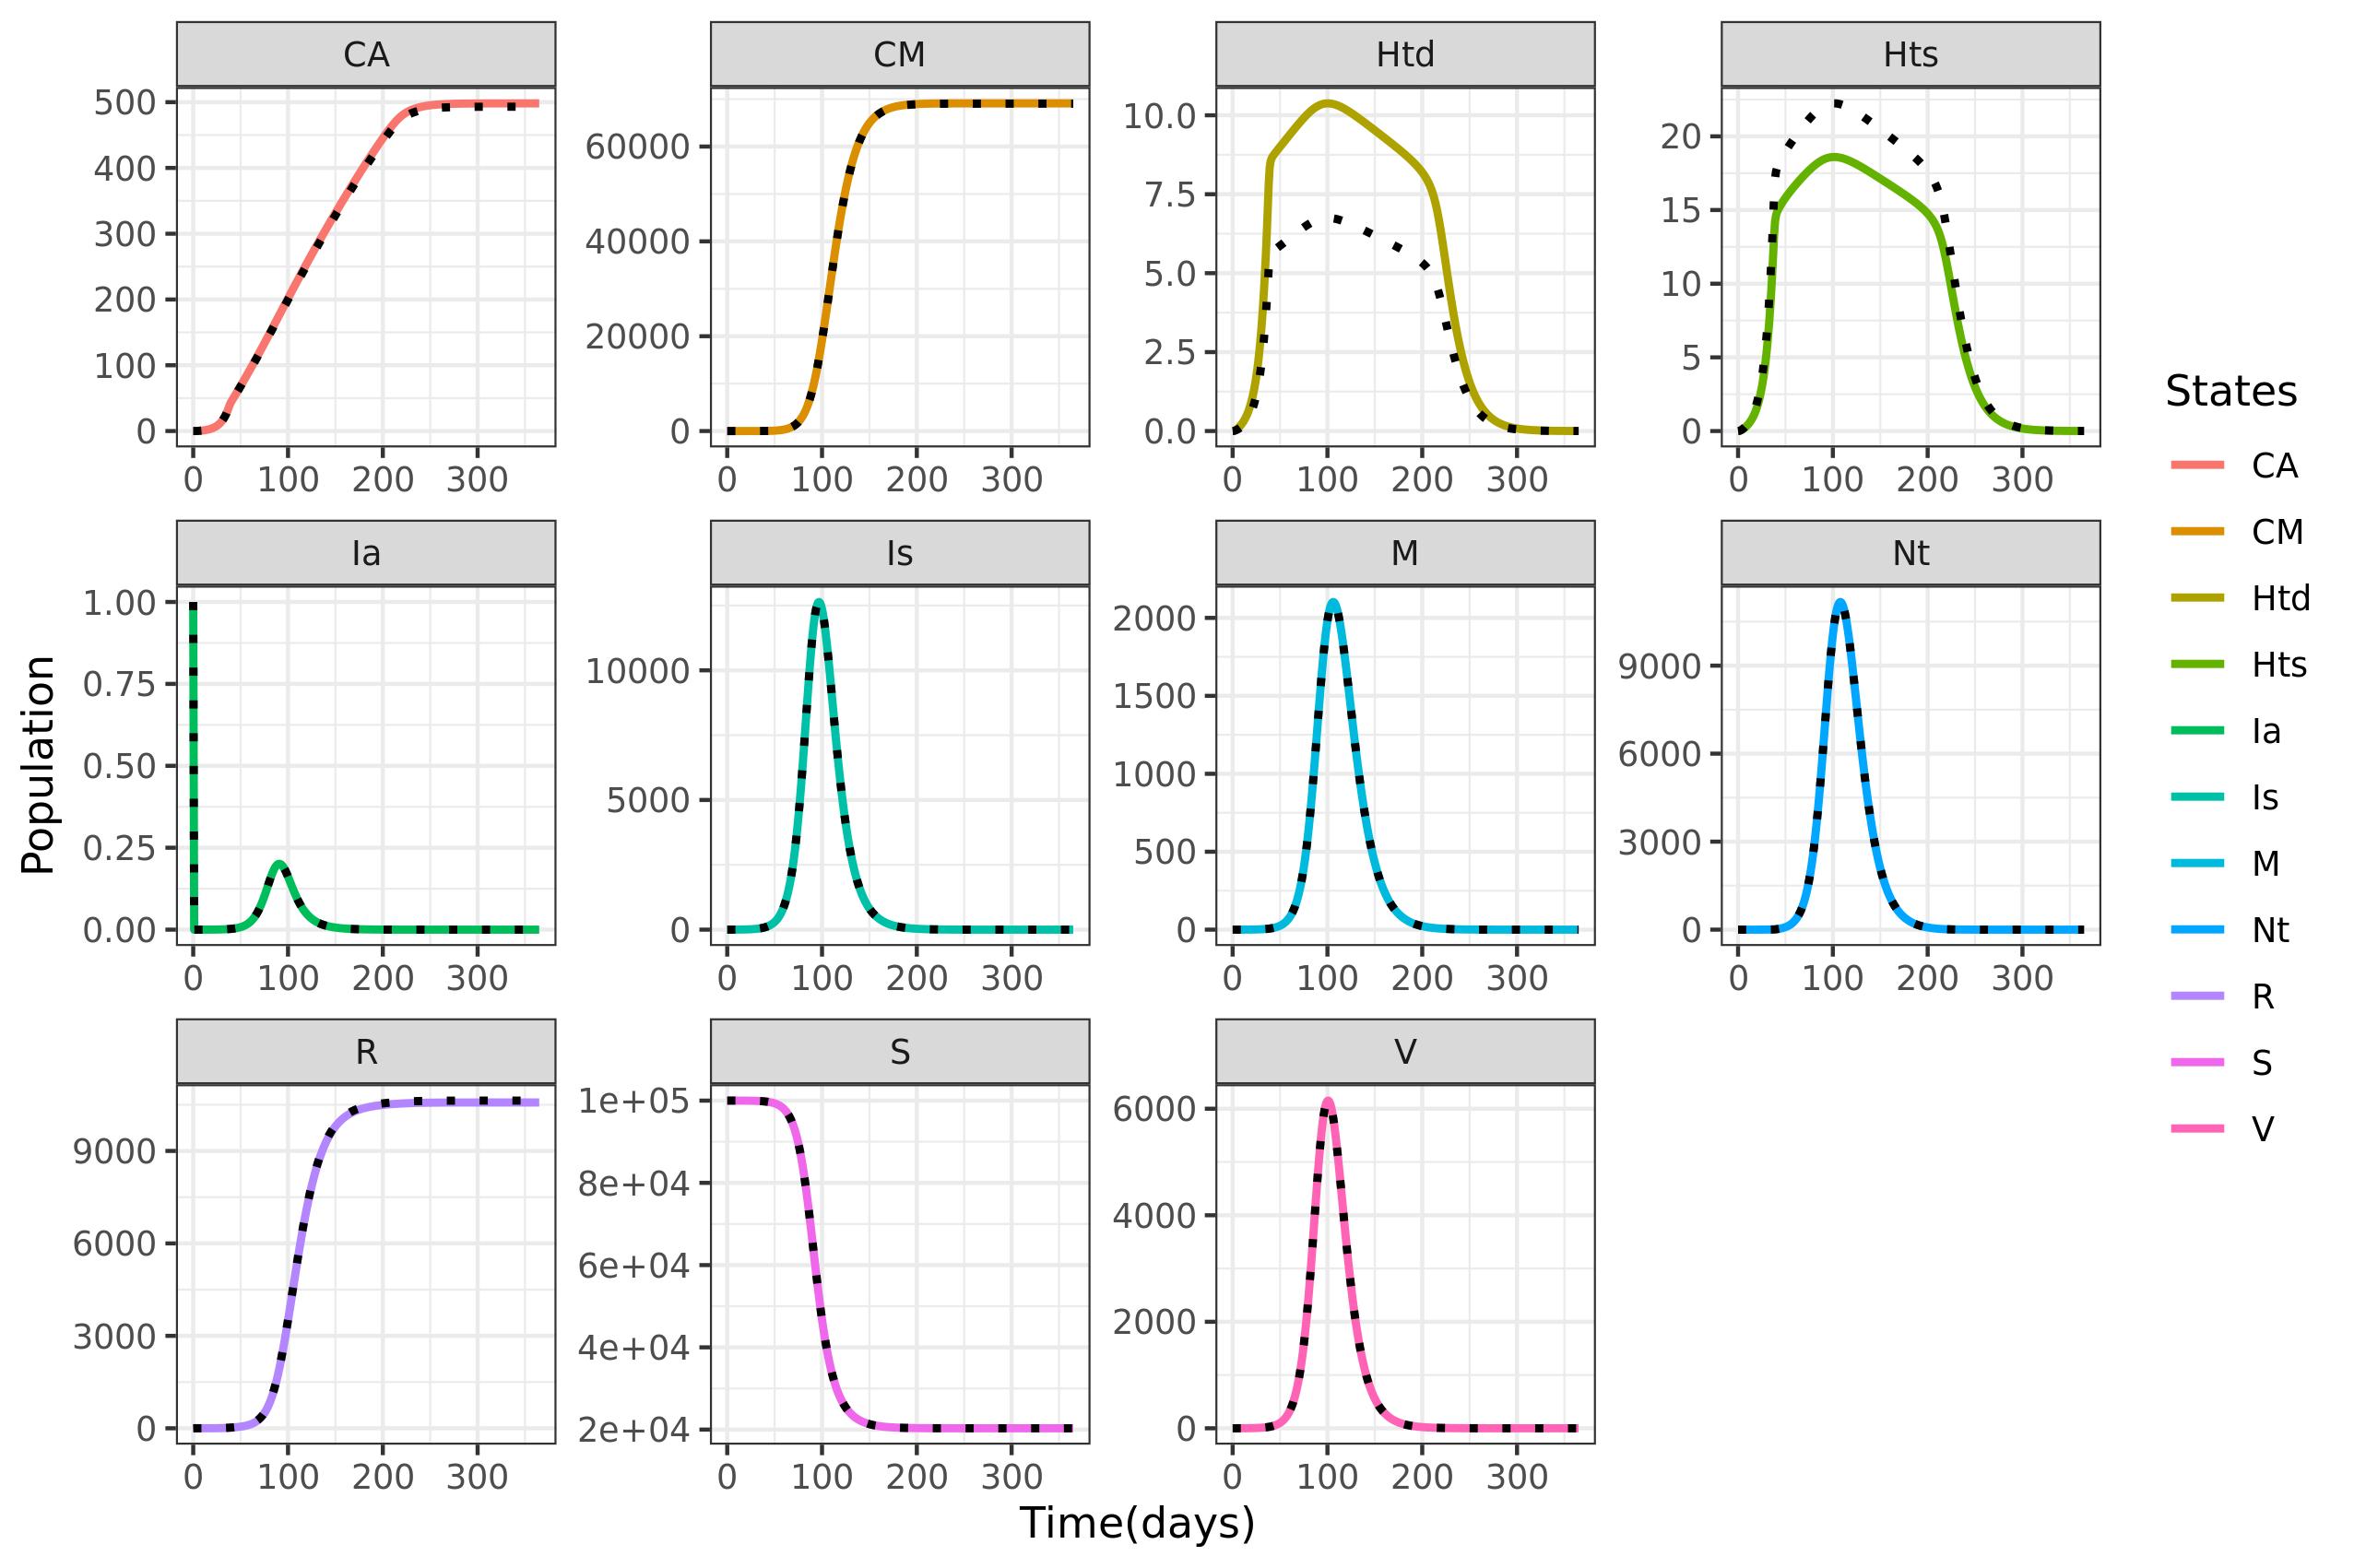 CA
CM
Htd
Hts
500
400
300
200
100
0
60000
40000
20000
0
10.0
7.5
5.0
2.5
0.0
20
15
10
5
0
0 100 200 300
0 100 200 300
0 100 200 300
0 100 200 300
Ia
Is
M
Nt
1.00
0.75
0.50
0.25
0.00
10000
5000
0
2000
1500
1000
500
0
9000
6000
3000
0
0 100 200 300
0 100 200 300
0 100 200 300
0 100 200 300
R
S
V
9000
6000
3000
0
1e+05
8e+04
6e+04
4e+04
2e+04
6000
4000
2000
0
0 100 200 300
0 100 200 300
0 100 200 300
Population
Time(days)
States
CA
CM
Htd
Hts
Ia
Is
M
Nt
R
S
V